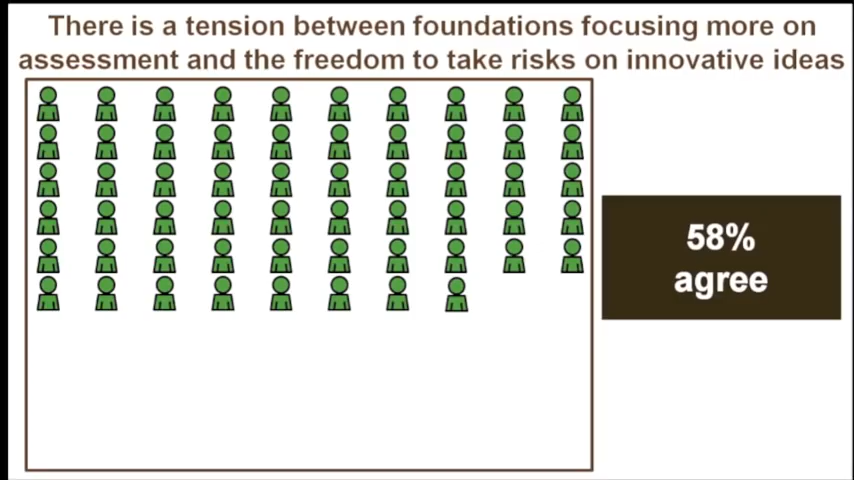 There is a tension between foundations focusing more on
assessment and the freedom to take risks on innovative ideas
58%
agree